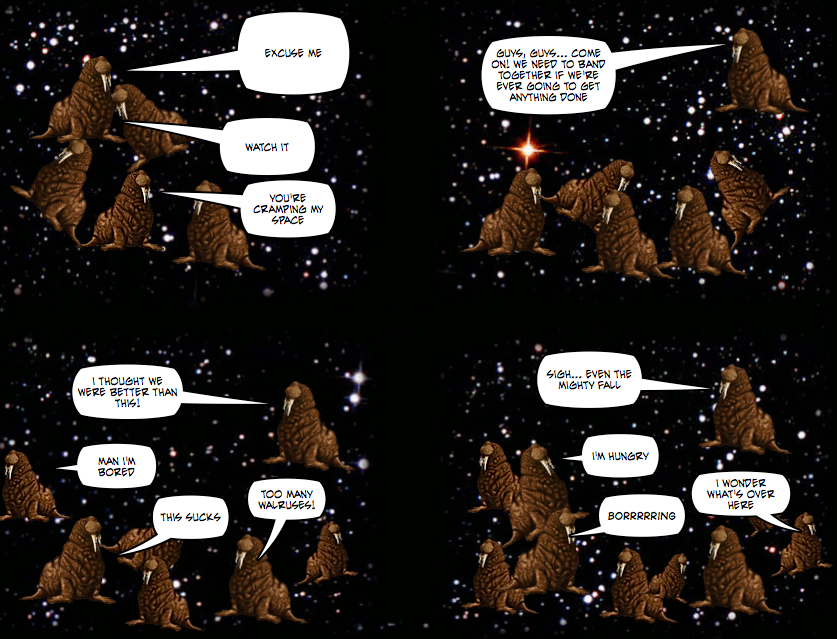 EXCUSE ME
WATCH IT
YOU'RE
CRAMPING MY
SPACE
GUYS, GUYS... COME
ON! WE NEED TO BAND
TOGETHER IF WE'RE
EVER GOING TO GET
ANYTHING DONE
I THOUGHT WE
WERE BETTER THAN
THIS!
MAN I'M
BORED
THIS SUCKS
TOO MANY
WALRUSES!
SIGH... EVEN THE
MIGHTY FALL
I'M HUNGRY
BORRRRRING
I WONDER
WHAT'S OVER
HERE